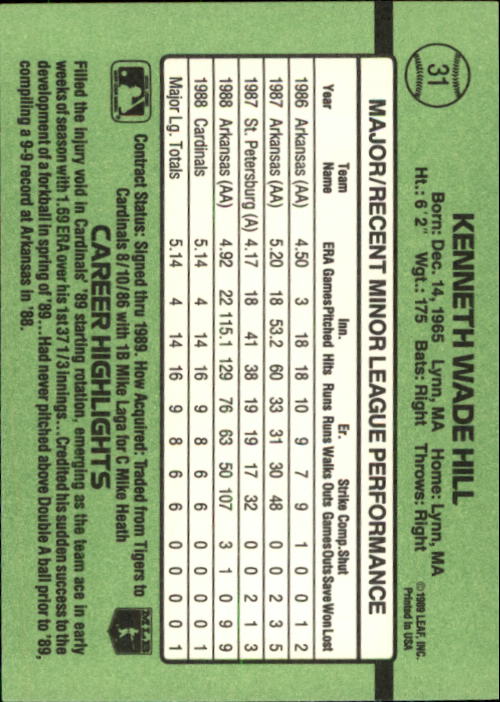 31
KENNETH WADE HILL
Born: Dec. 14, 1965 Lynn, MA Home: Lynn, MA
Ht.: 6'2" Wgt.: 175 Bats: Right Throws: Right
©1989 LEAF, INC.
Printed in USA
MAJOR/RECENT MINOR LEAGUE PERFORMANCE
Team Inn. Er. Strike Comp. Shut
Year Name ERA Games Pitched Hits Runs Runs Walks Outs Games Outs Save Won Lost
1986 Arkansas (AA) 4.50 3 18 18 10 9 7 9 1 0 0 1 2
1987 Arkansas (AA) 5.20 18 53.2 60 33 31 30 48 0 0 2 3 5
1987 St. Petersburg (A) 4.17 18 41 38 19 19 17 32 0 0 2 1 3
1988 Arkansas (AA) 4.92 22 115.1 129 76 63 50 107 3 1 0 9 9
1988 Cardinals 5.14 4 14 16 9 8 6 6 0 0 0 0 1
Major Lg. Totals 5.14 4 14 16 9 8 6 6 0 0 0 0 1
Contract Status: Signed thru 1989. How Acquired: Traded from Tigers to
Cardinals 8/10/86 with 1B Mike Laga for C Mike Heath
MLB
CAREER HIGHLIGHTS
Filled the injury void in Cardinals' '89 starting rotation, emerging as the team ace in early
weeks of season with 1.69 ERA over his 1st 37 1/3 innings...Credited his sudden success to the
development of a forkball in spring of '89...Had never pitched above Double A ball prior to '89,
compiling a 9-9 record at Arkansas in '88.